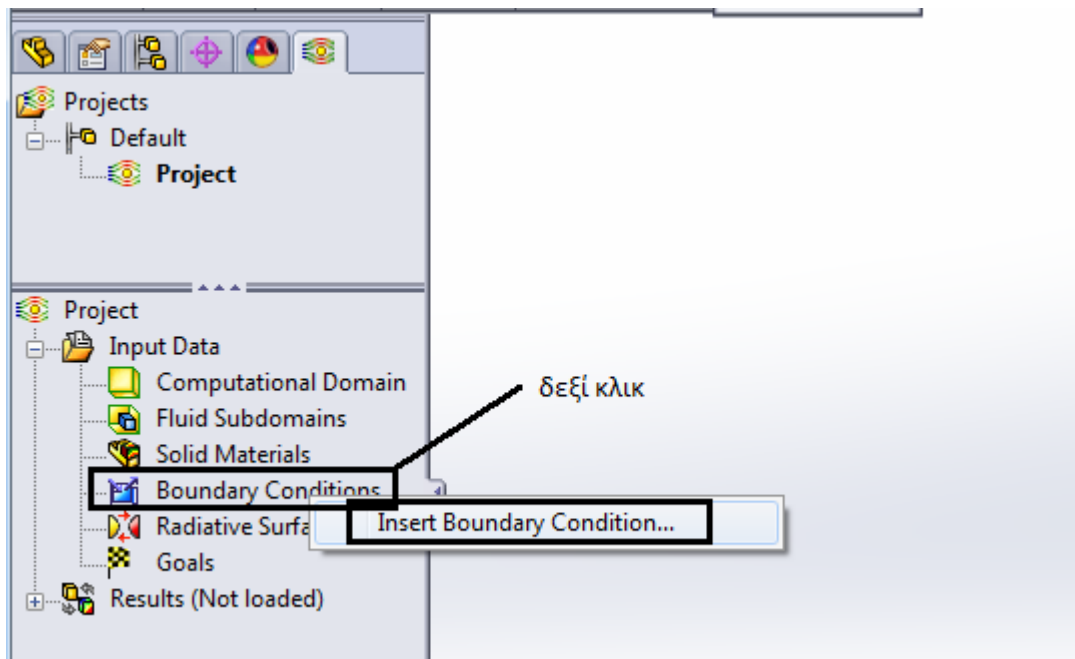 Projects
Default
Project
Project
Input Data
Computational Domain
Fluid Subdomains
δεξί κλικ
Solid Materials
Boundary Conditions
Insert Boundary Condition...
Radiative Surfa
Goals
Results (Not loaded)